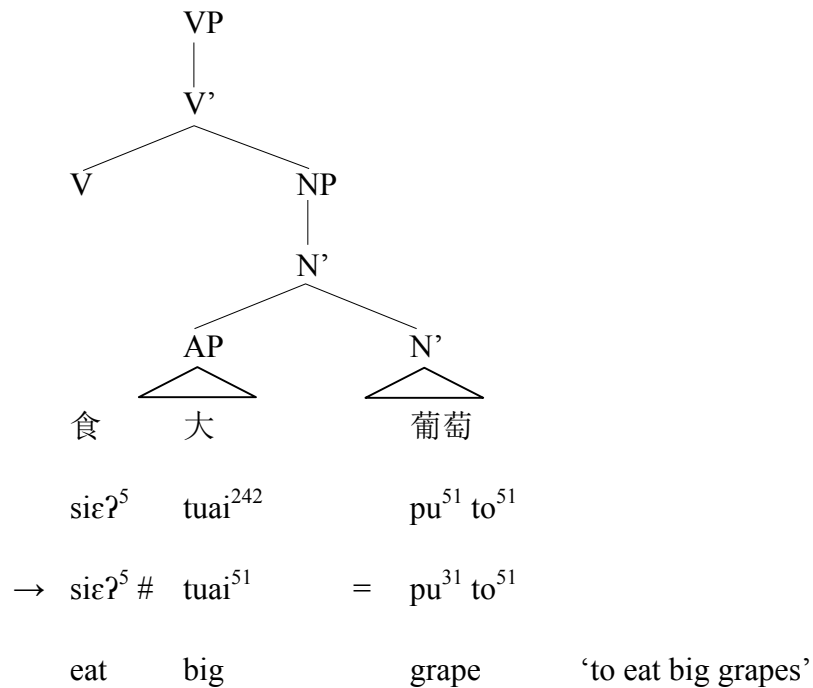 VP
V’
V NP
N’
AP N’
食 大 葡萄
siɛʔ⁵ tuai²⁴² pu⁵¹ to⁵¹
→ siɛʔ⁵ # tuai⁵¹ = pu³¹ to⁵¹
eat big grape ‘to eat big grapes’